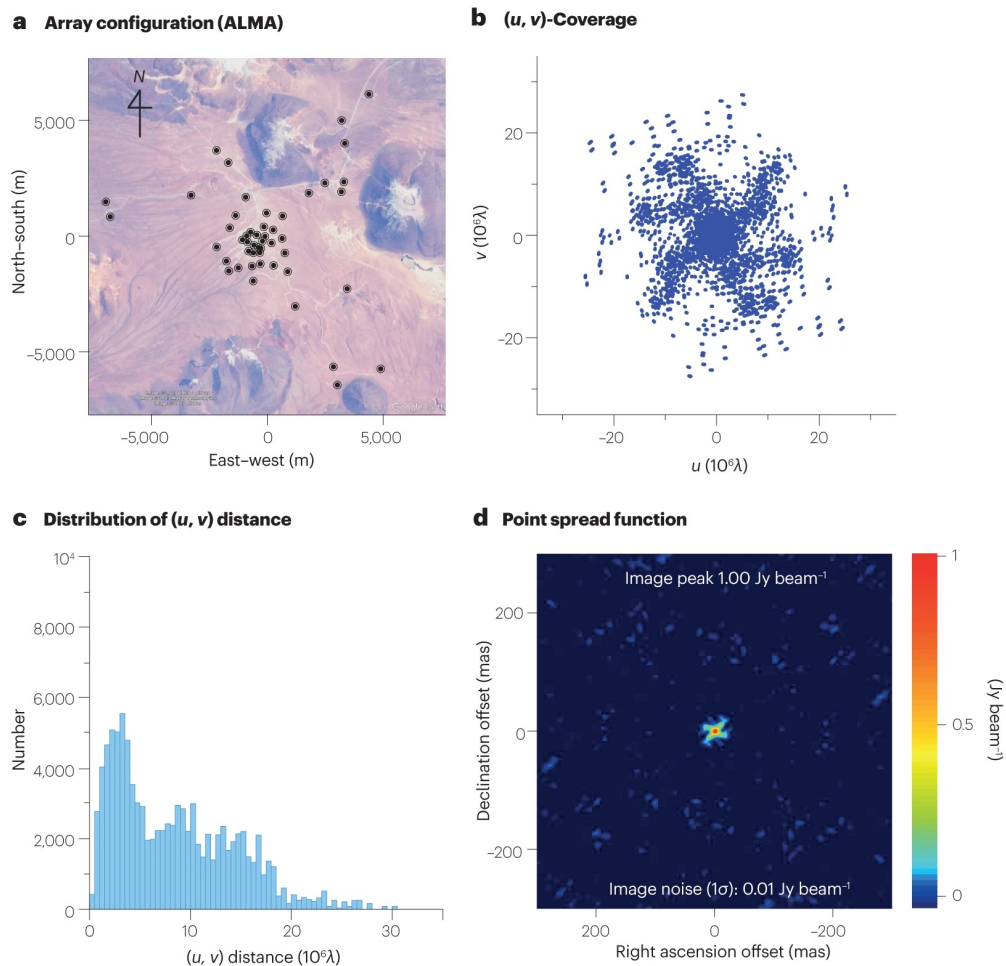 a Array configuration (ALMA)
N
5,000
0
−5,000
North–south (m)
−5,000 0 5,000
East–west (m)
Google Earth
b (u, v)-Coverage
20
0
−20
v (10⁶λ)
−20 0 20
u (10⁶λ)
c Distribution of (u, v) distance
10⁴
8,000
6,000
4,000
2,000
0
Number
0 10 20 30
(u, v) distance (10⁶λ)
d Point spread function
Image peak 1.00 Jy beam⁻¹
200
0
−200
Declination offset (mas)
Image noise (1σ): 0.01 Jy beam⁻¹
200 0 −200
Right ascension offset (mas)
1
0.5
0
(Jy beam⁻¹)